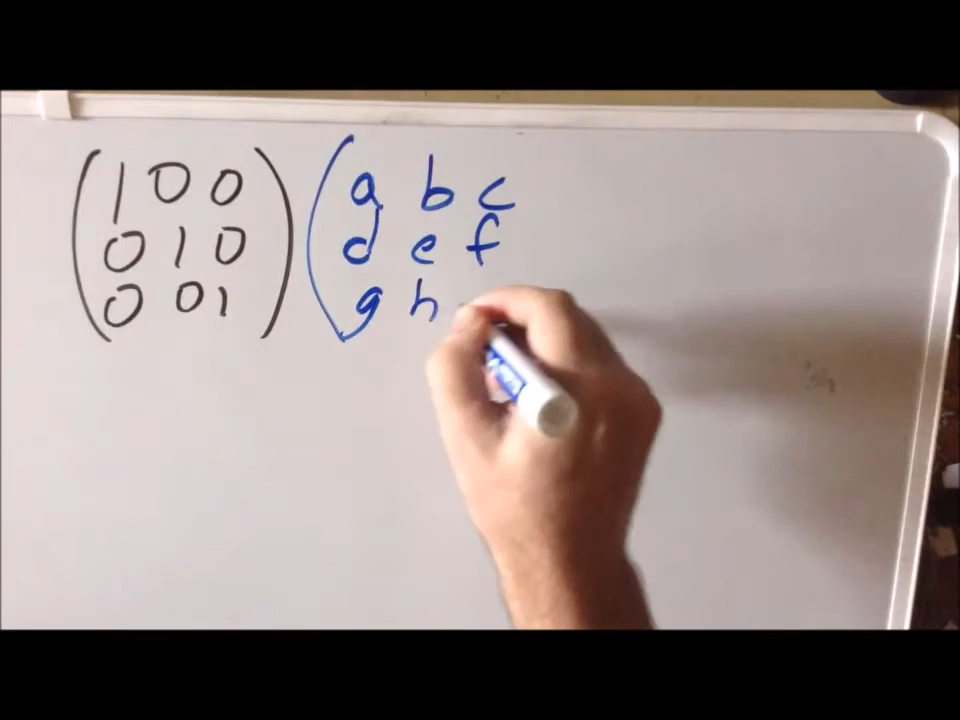 (1 0 0) (a b c
(0 1 0) (d e f
(0 0 1) (g h